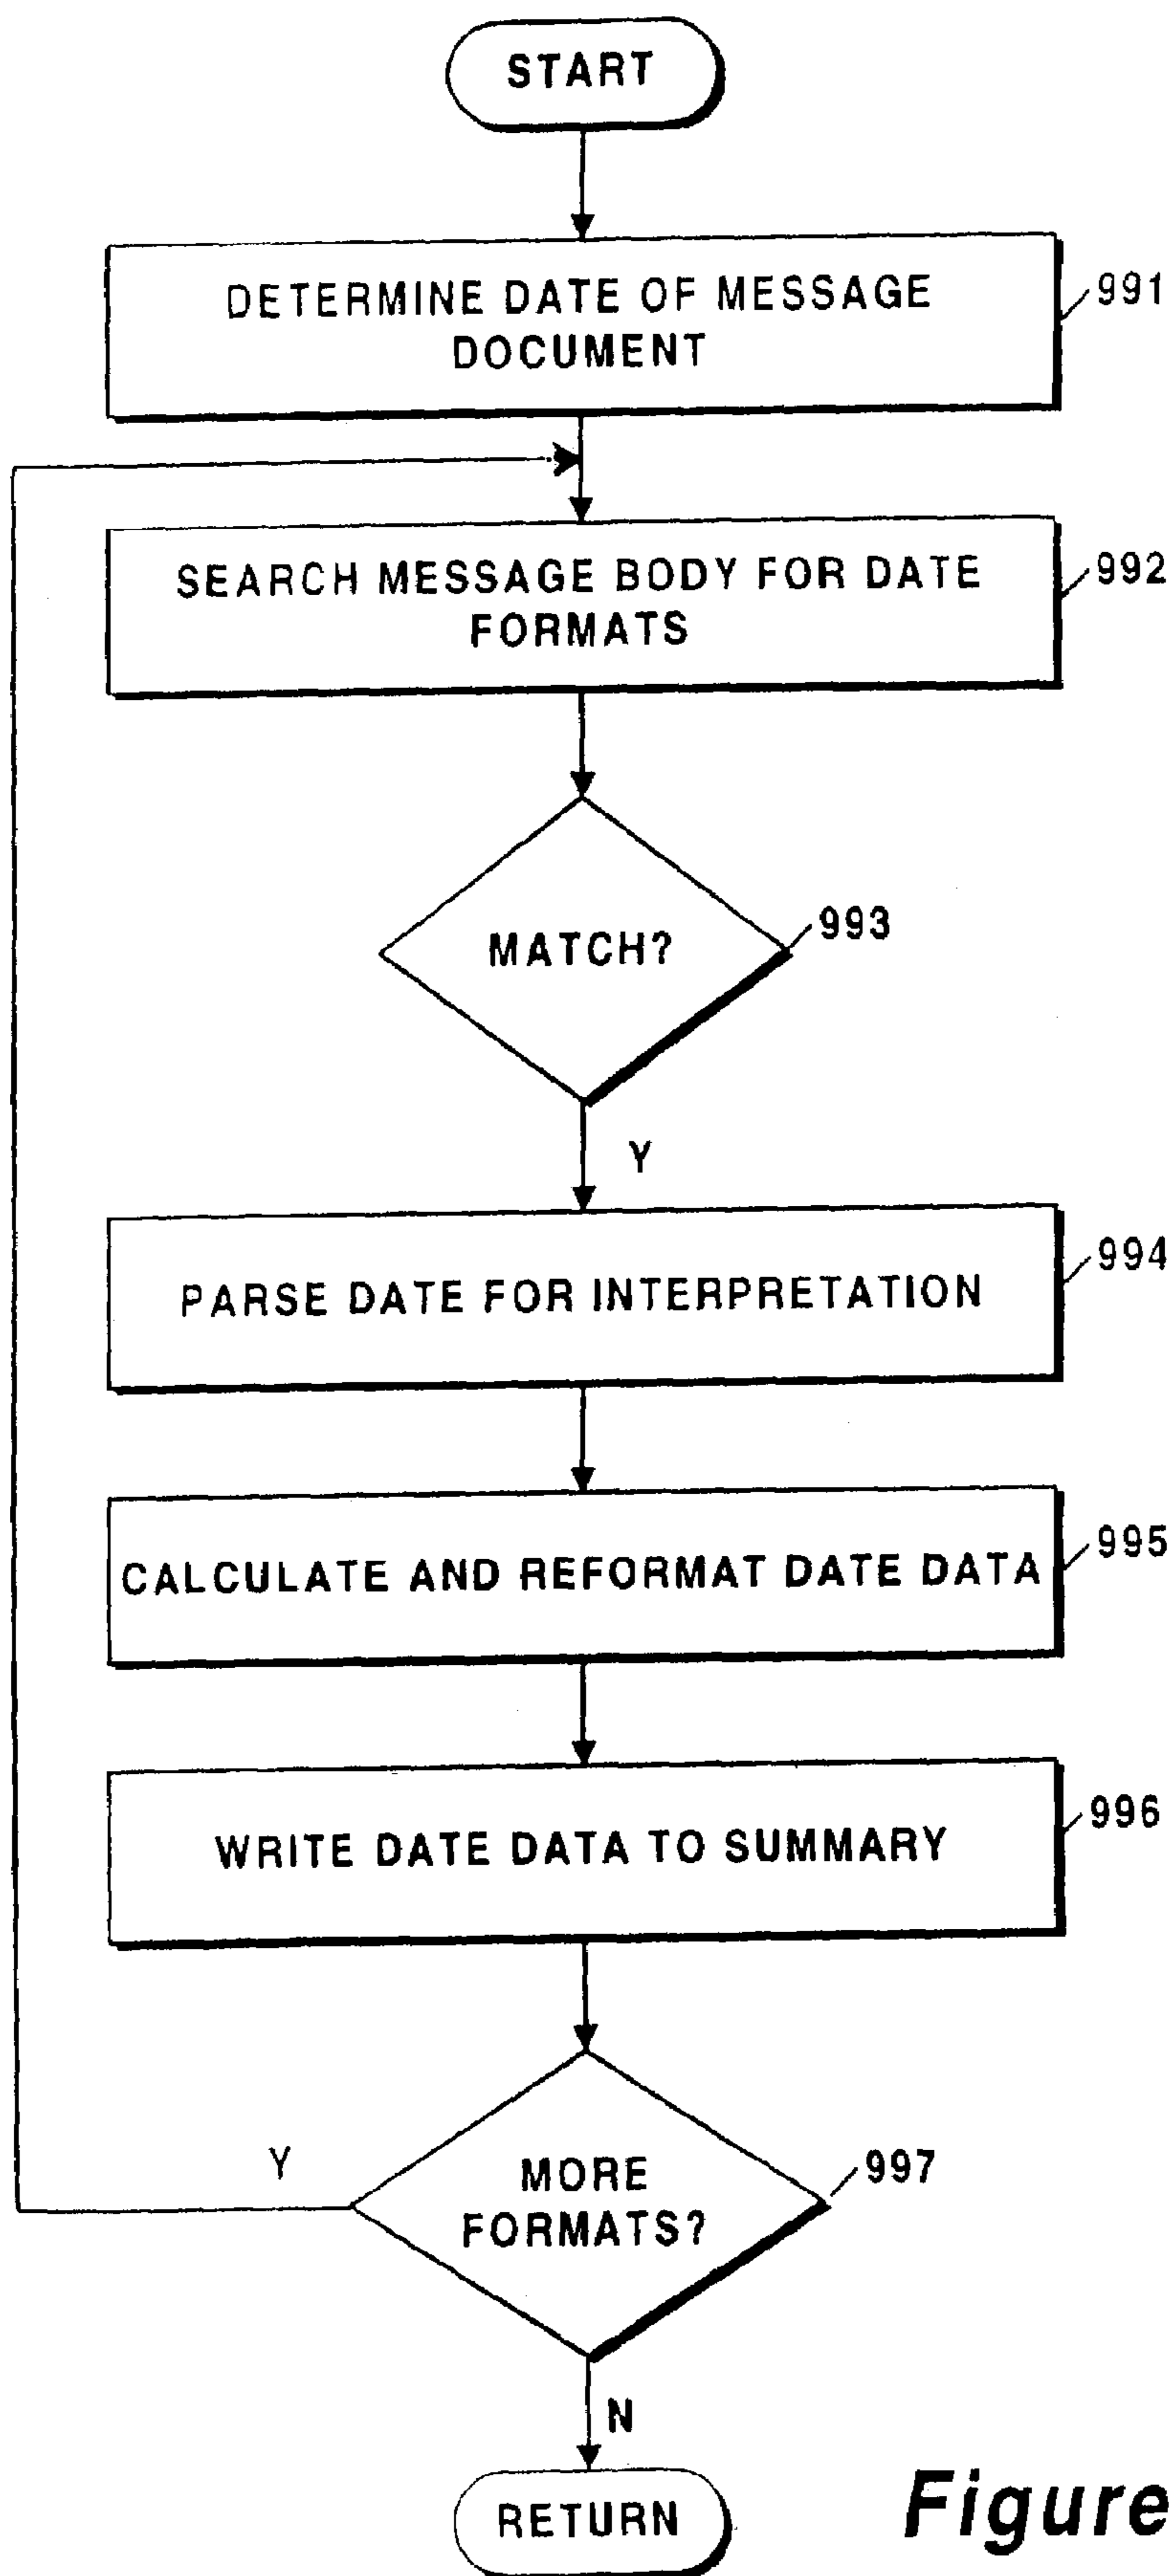 START
DETERMINE DATE OF MESSAGE
DOCUMENT
991
SEARCH MESSAGE BODY FOR DATE
FORMATS
992
MATCH?
993
Y
PARSE DATE FOR INTERPRETATION
994
CALCULATE AND REFORMAT DATE DATA
995
WRITE DATE DATA TO SUMMARY
996
Y
MORE
FORMATS?
997
N
RETURN
Figure